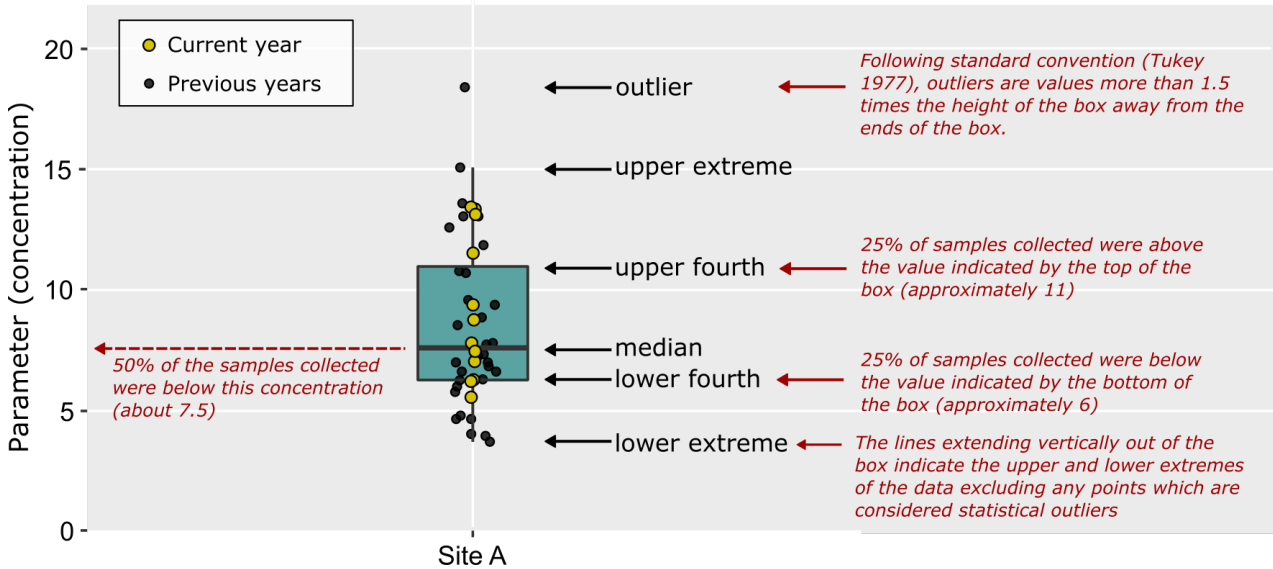 20
15
10
5
0
Parameter (concentration)
Site A
Current year
Previous years
outlier
Following standard convention (Tukey
1977), outliers are values more than 1.5
times the height of the box away from the
ends of the box.
upper extreme
upper fourth
25% of samples collected were above
the value indicated by the top of the
box (approximately 11)
median
50% of the samples collected
were below this concentration
(about 7.5)
lower fourth
25% of samples collected were below
the value indicated by the bottom of
the box (approximately 6)
lower extreme
The lines extending vertically out of the
box indicate the upper and lower extremes
of the data excluding any points which are
considered statistical outliers